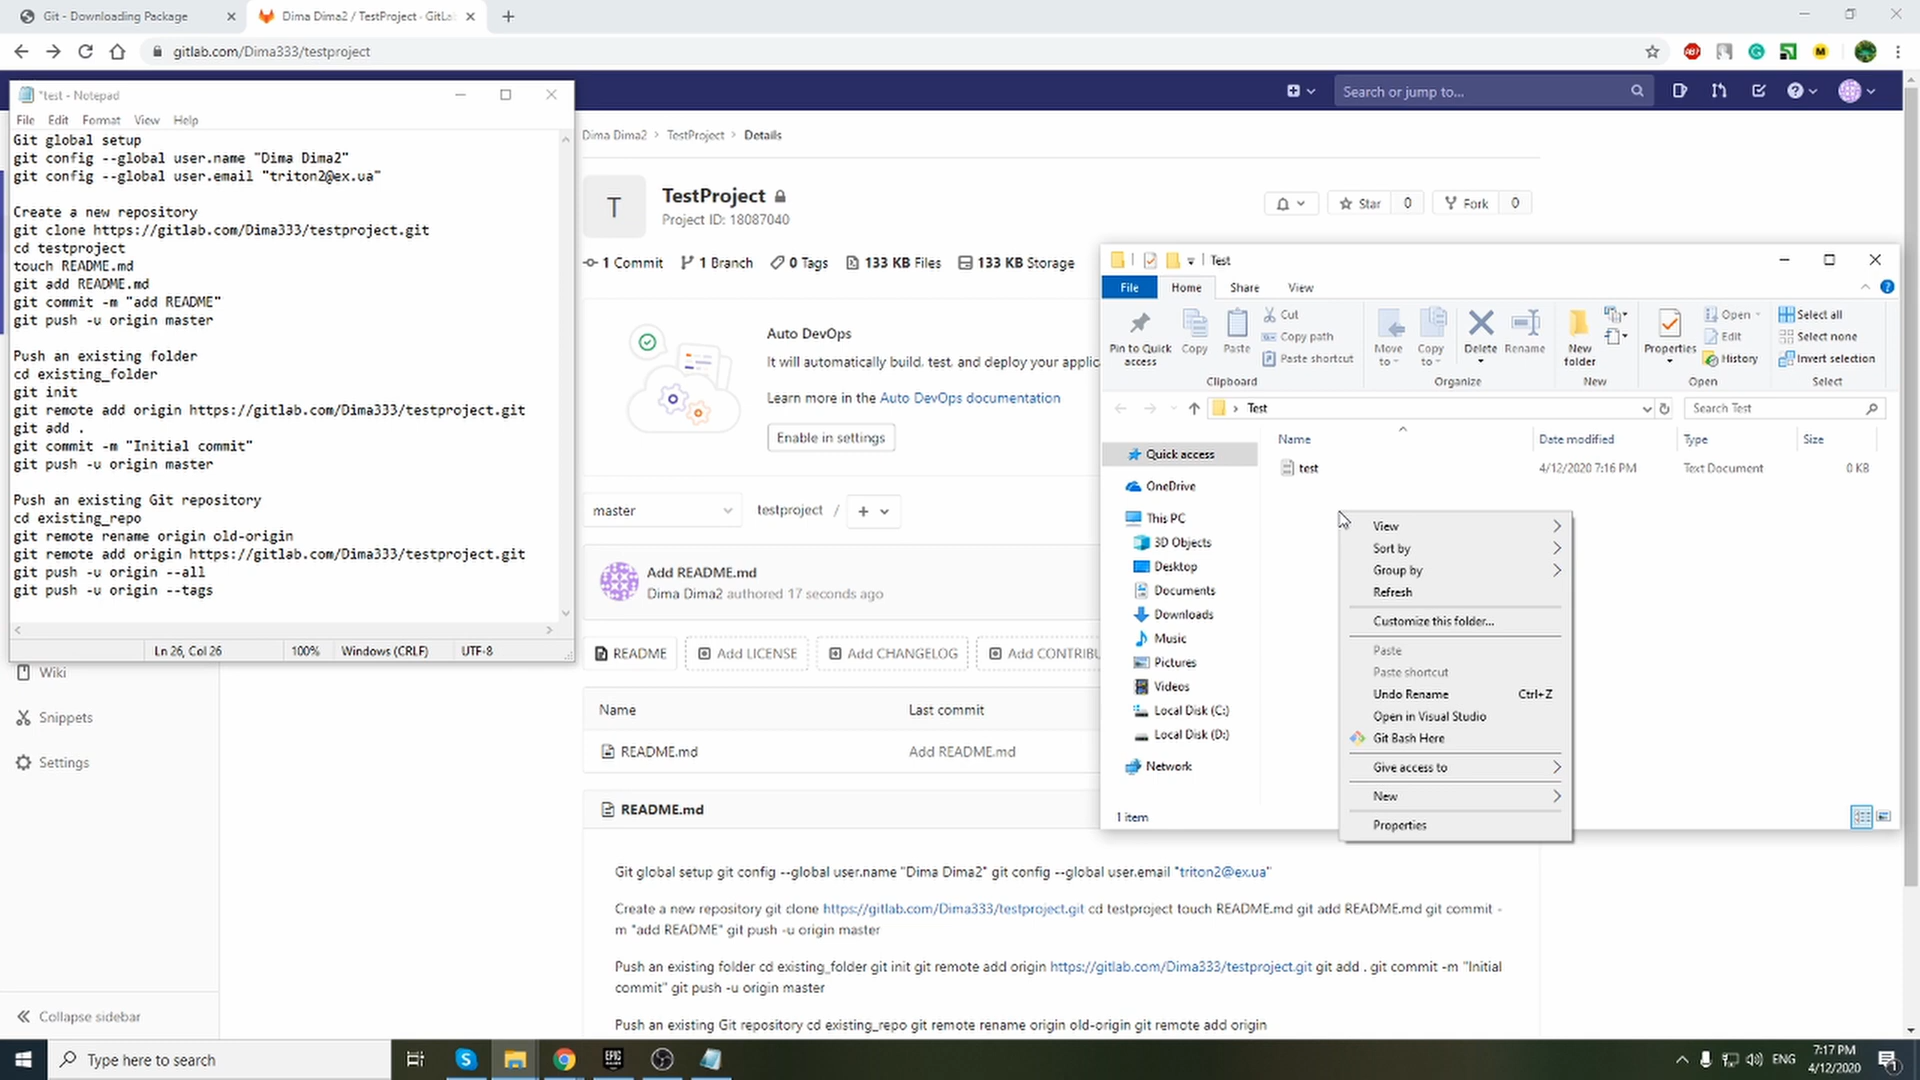 Git - Downloading Package
Dima Dima2 / TestProject · GitLa
gitlab.com/Dima333/testproject
*test - Notepad
File Edit Format View Help
Git global setup
git config --global user.name "Dima Dima2"
git config --global user.email "triton2@ex.ua"
Create a new repository
git clone https://gitlab.com/Dima333/testproject.git
cd testproject
touch README.md
git add README.md
git commit -m "add README"
git push -u origin master
Push an existing folder
cd existing_folder
git init
git remote add origin https://gitlab.com/Dima333/testproject.git
git add .
git commit -m "Initial commit"
git push -u origin master
Push an existing Git repository
cd existing_repo
git remote rename origin old-origin
git remote add origin https://gitlab.com/Dima333/testproject.git
git push -u origin --all
git push -u origin --tags
Ln 26, Col 26 100% Windows (CRLF) UTF-8
Wiki
Snippets
Settings
Collapse sidebar
Search or jump to...
Dima Dima2 > TestProject > Details
T
TestProject
Project ID: 18087040
Star 0 Fork 0
1 Commit 1 Branch 0 Tags 133 KB Files 133 KB Storage
Auto DevOps
It will automatically build, test, and deploy your applic
Learn more in the Auto DevOps documentation
Enable in settings
master testproject / +
Add README.md
Dima Dima2 authored 17 seconds ago
README Add LICENSE Add CHANGELOG Add CONTRIBU
Name Last commit
README.md Add README.md
README.md
Git global setup git config --global user.name "Dima Dima2" git config --global user.email "triton2@ex.ua"
Create a new repository git clone https://gitlab.com/Dima333/testproject.git cd testproject touch README.md git add README.md git commit -
m "add README" git push -u origin master
Push an existing folder cd existing_folder git init git remote add origin https://gitlab.com/Dima333/testproject.git git add . git commit -m "Initial
commit" git push -u origin master
Push an existing Git repository cd existing_repo git remote rename origin old-origin git remote add origin
Test
File Home Share View
Pin to Quick access
Copy
Paste
Cut
Copy path
Paste shortcut
Move to
Copy to
Delete
Rename
New folder
Properties
Open
Edit
History
Select all
Select none
Invert selection
Clipboard Organize New Open Select
Test
Search Test
Name Date modified Type Size
test 4/12/2020 7:16 PM Text Document 0 KB
Quick access
OneDrive
This PC
3D Objects
Desktop
Documents
Downloads
Music
Pictures
Videos
Local Disk (C:)
Local Disk (D:)
Network
1 item
View
Sort by
Group by
Refresh
Customize this folder...
Paste
Paste shortcut
Undo Rename Ctrl+Z
Open in Visual Studio
Git Bash Here
Give access to
New
Properties
Type here to search
EPIC
ENG
7:17 PM
4/12/2020
1